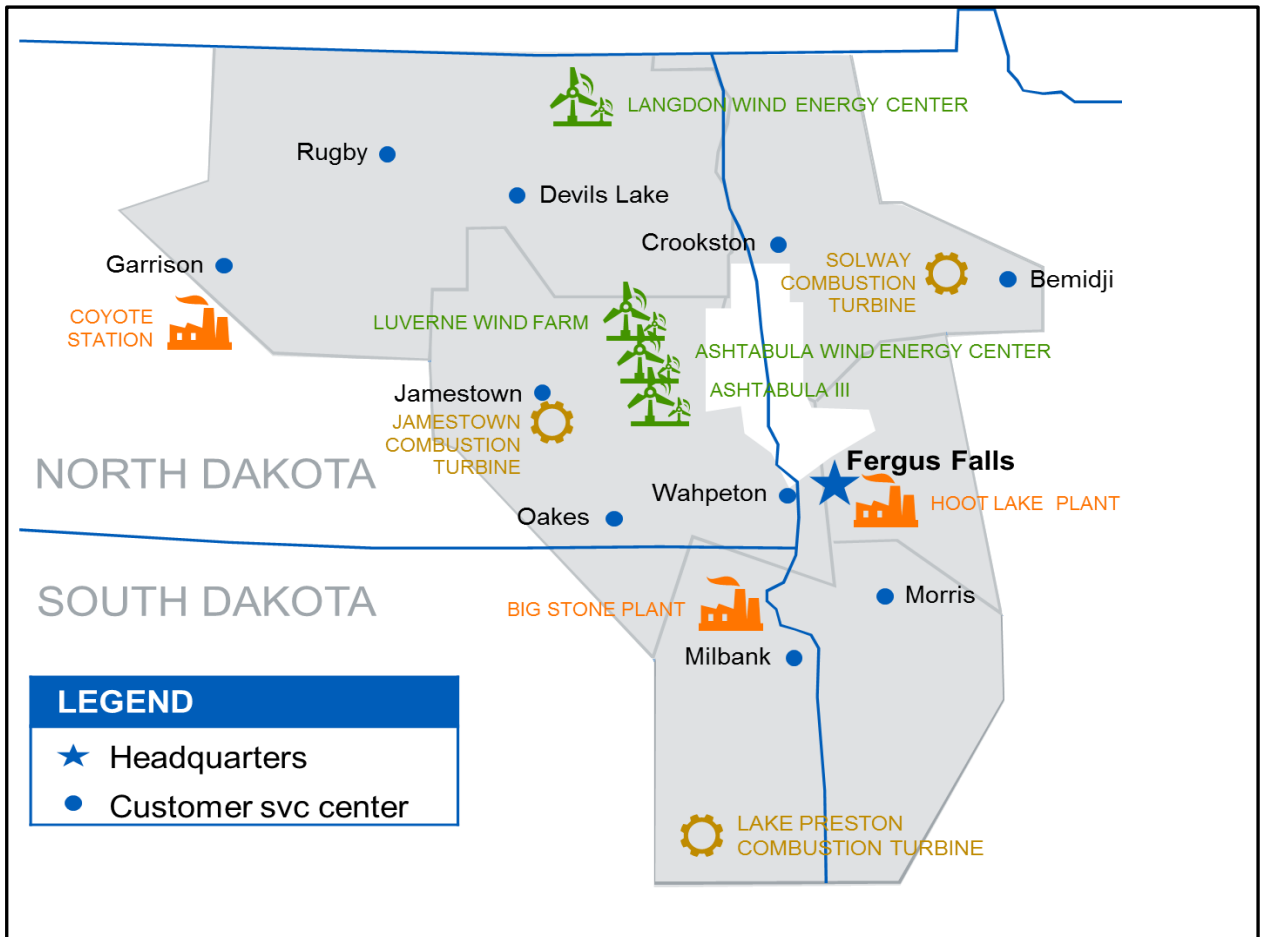 LANGDON WIND ENERGY CENTER
Rugby
Devils Lake
Crookston
Garrison
SOLWAY
COMBUSTION
TURBINE
Bemidji
COYOTE
STATION
LUVERNE WIND FARM
ASHTABULA WIND ENERGY CENTER
ASHTABULA III
Jamestown
JAMESTOWN
COMBUSTION
TURBINE
NORTH DAKOTA
Fergus Falls
Wahpeton
HOOT LAKE PLANT
Oakes
SOUTH DAKOTA
BIG STONE PLANT
Morris
Milbank
LEGEND
Headquarters
Customer svc center
LAKE PRESTON
COMBUSTION TURBINE